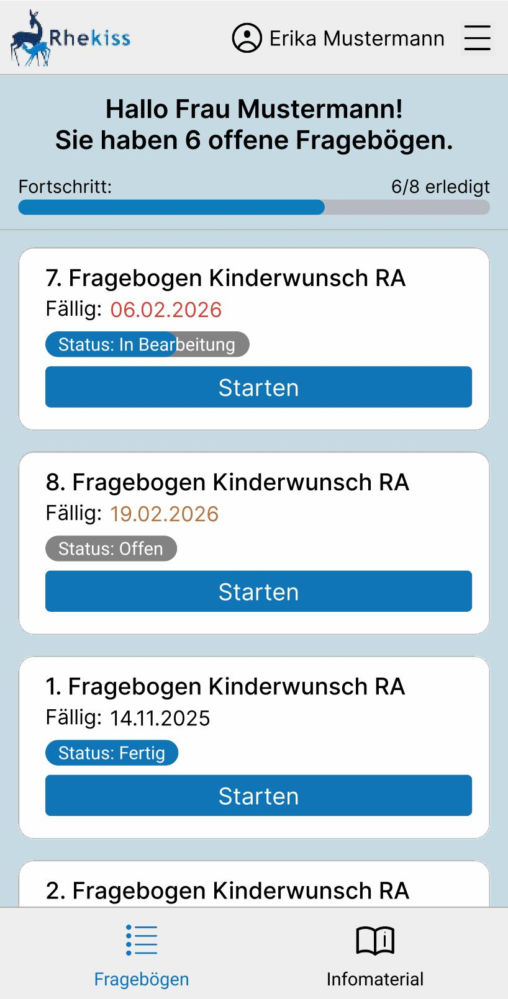 Rhekiss
Erika Mustermann
Hallo Frau Mustermann!
Sie haben 6 offene Fragebögen.
Fortschritt: 6/8 erledigt
7. Fragebogen Kinderwunsch RA
Fällig: 06.02.2026
Status: In Bearbeitung
Starten
8. Fragebogen Kinderwunsch RA
Fällig: 19.02.2026
Status: Offen
Starten
1. Fragebogen Kinderwunsch RA
Fällig: 14.11.2025
Status: Fertig
Starten
2. Fragebogen Kinderwunsch RA
Fragebögen
Infomaterial